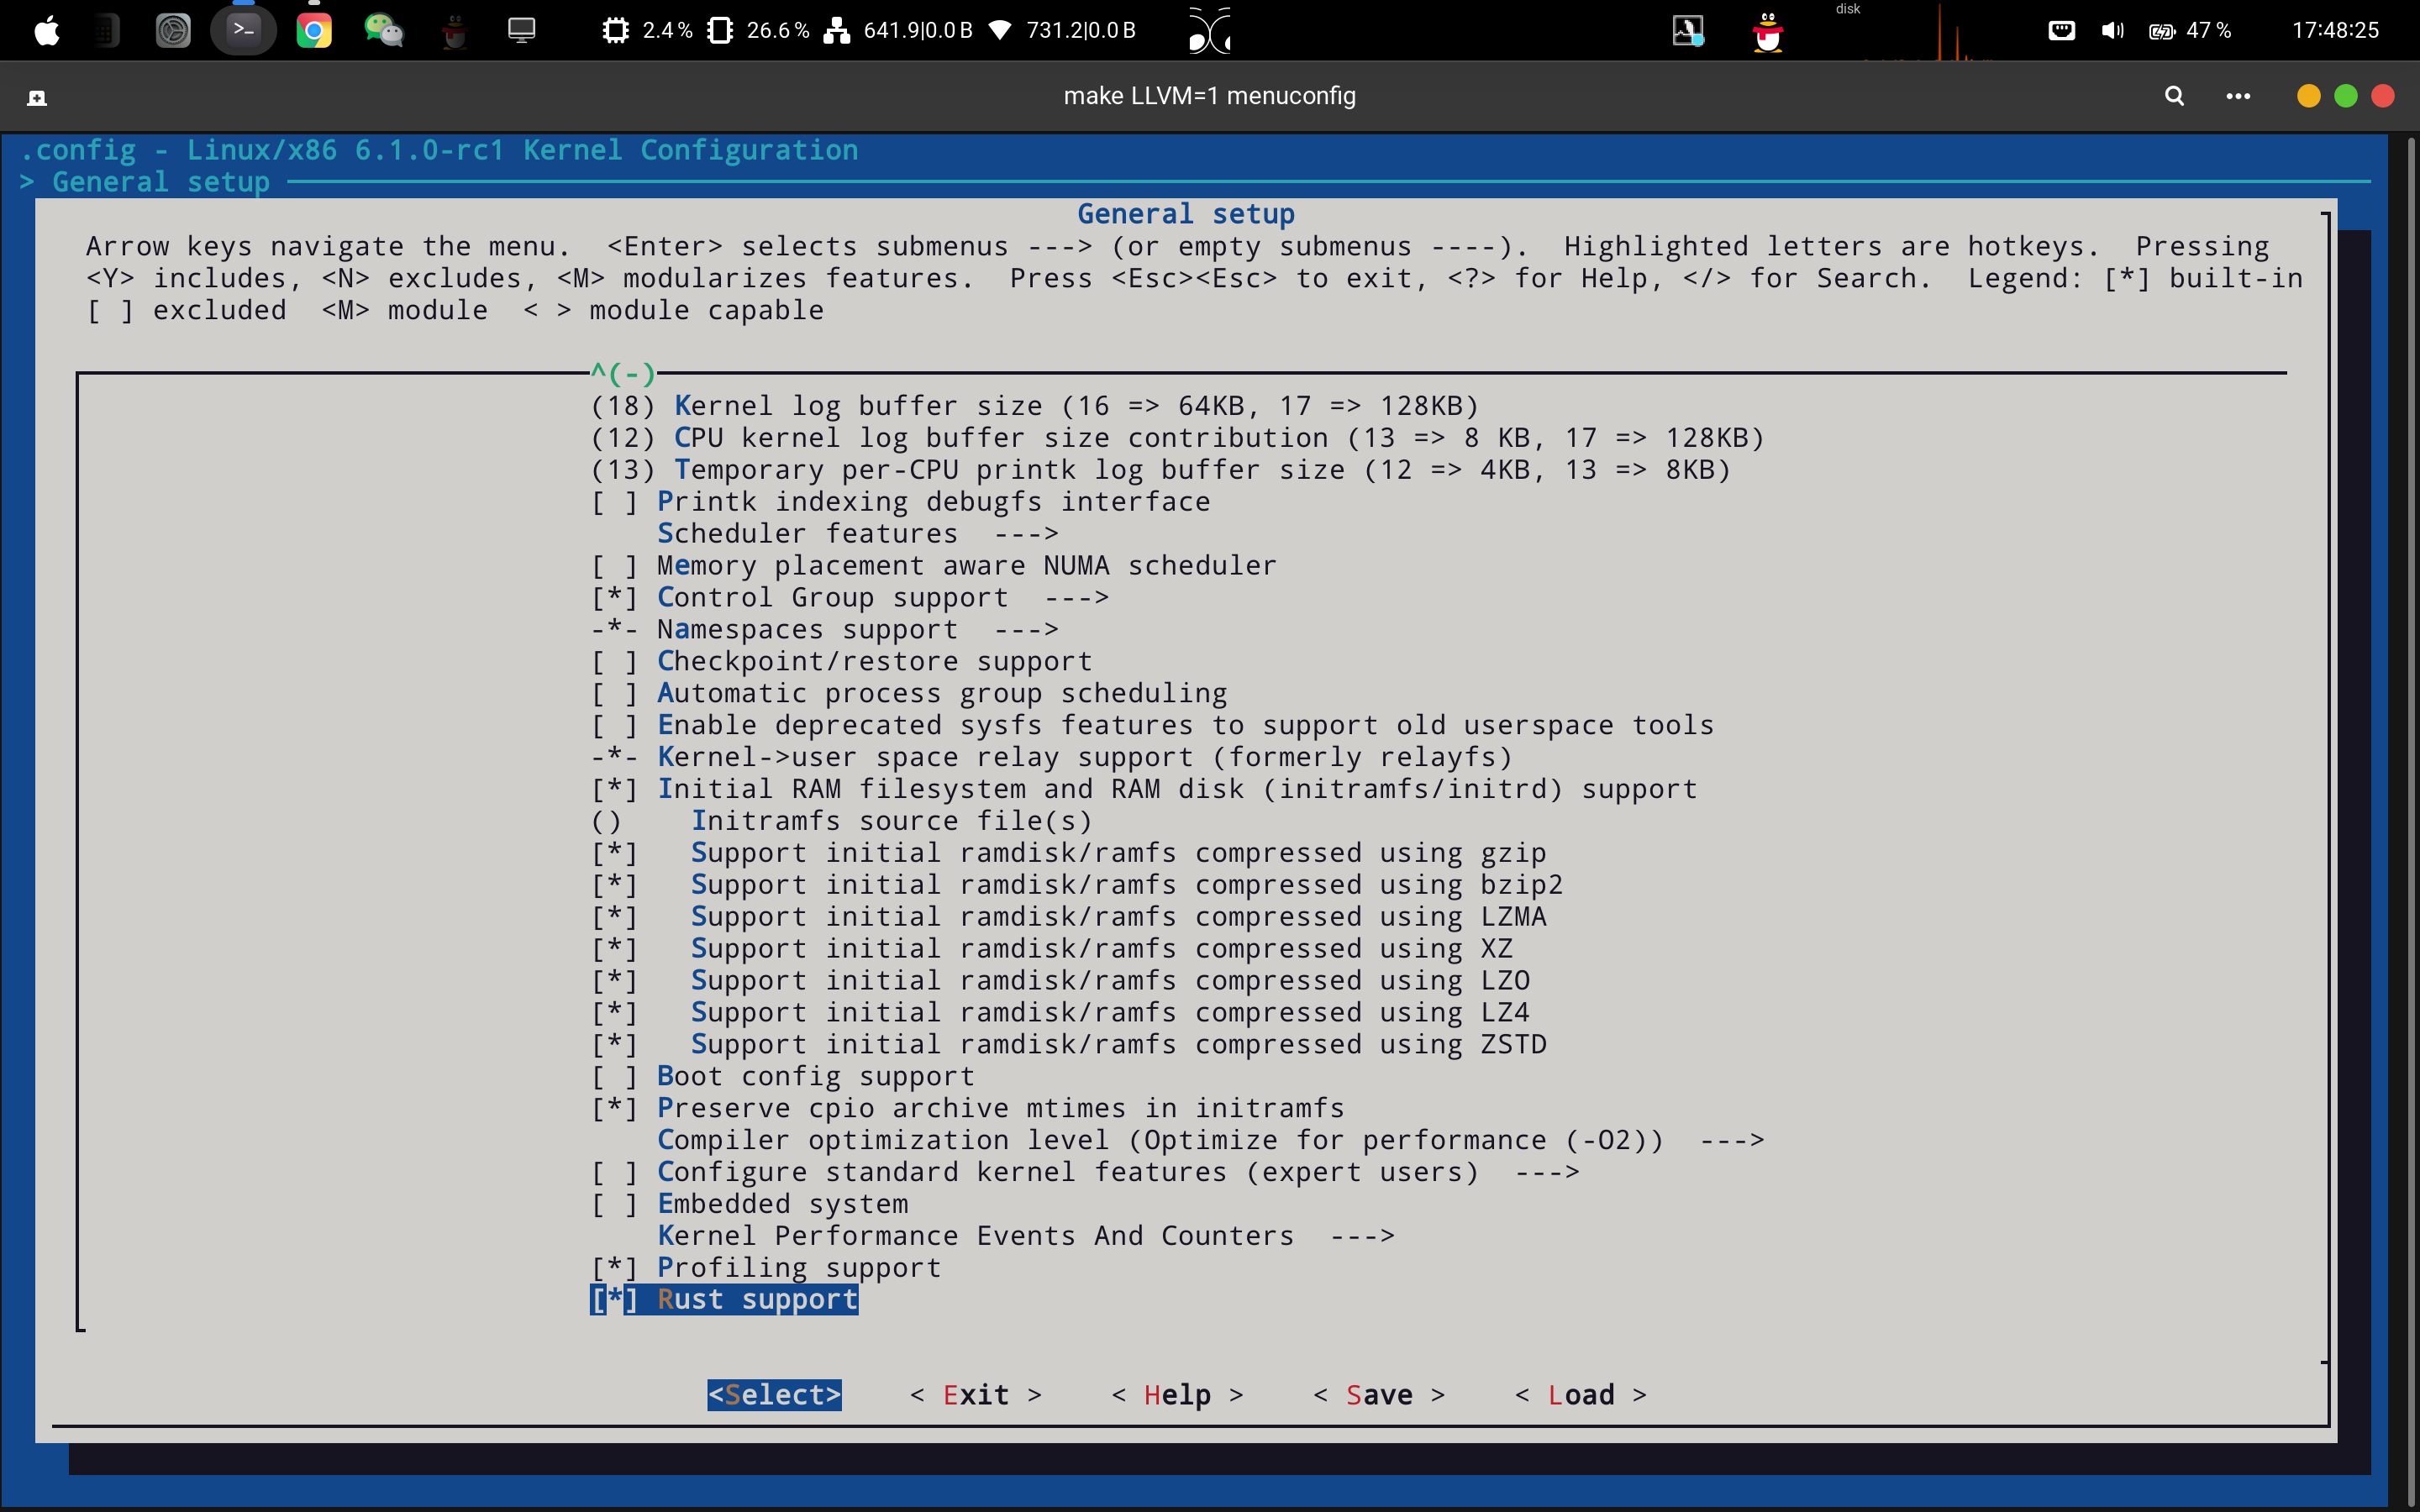 2.4 % 26.6 % 641.9|0.0 B 731.2|0.0 B disk 47 % 17:48:25
make LLVM=1 menuconfig
.config - Linux/x86 6.1.0-rc1 Kernel Configuration
> General setup
General setup
Arrow keys navigate the menu.  <Enter> selects submenus ---> (or empty submenus ----).  Highlighted letters are hotkeys.  Pressing
<Y> includes, <N> excludes, <M> modularizes features.  Press <Esc><Esc> to exit, <?> for Help, </> for Search.  Legend: [*] built-in
[ ] excluded  <M> module  < > module capable
^(-)
(18) Kernel log buffer size (16 => 64KB, 17 => 128KB)
(12) CPU kernel log buffer size contribution (13 => 8 KB, 17 => 128KB)
(13) Temporary per-CPU printk log buffer size (12 => 4KB, 13 => 8KB)
[ ] Printk indexing debugfs interface
Scheduler features  --->
[ ] Memory placement aware NUMA scheduler
[*] Control Group support  --->
-*- Namespaces support  --->
[ ] Checkpoint/restore support
[ ] Automatic process group scheduling
[ ] Enable deprecated sysfs features to support old userspace tools
-*- Kernel->user space relay support (formerly relayfs)
[*] Initial RAM filesystem and RAM disk (initramfs/initrd) support
()    Initramfs source file(s)
[*]   Support initial ramdisk/ramfs compressed using gzip
[*]   Support initial ramdisk/ramfs compressed using bzip2
[*]   Support initial ramdisk/ramfs compressed using LZMA
[*]   Support initial ramdisk/ramfs compressed using XZ
[*]   Support initial ramdisk/ramfs compressed using LZO
[*]   Support initial ramdisk/ramfs compressed using LZ4
[*]   Support initial ramdisk/ramfs compressed using ZSTD
[ ] Boot config support
[*] Preserve cpio archive mtimes in initramfs
Compiler optimization level (Optimize for performance (-O2))  --->
[ ] Configure standard kernel features (expert users)  --->
[ ] Embedded system
Kernel Performance Events And Counters  --->
[*] Profiling support
[*] Rust support
<Select>    < Exit >    < Help >    < Save >    < Load >